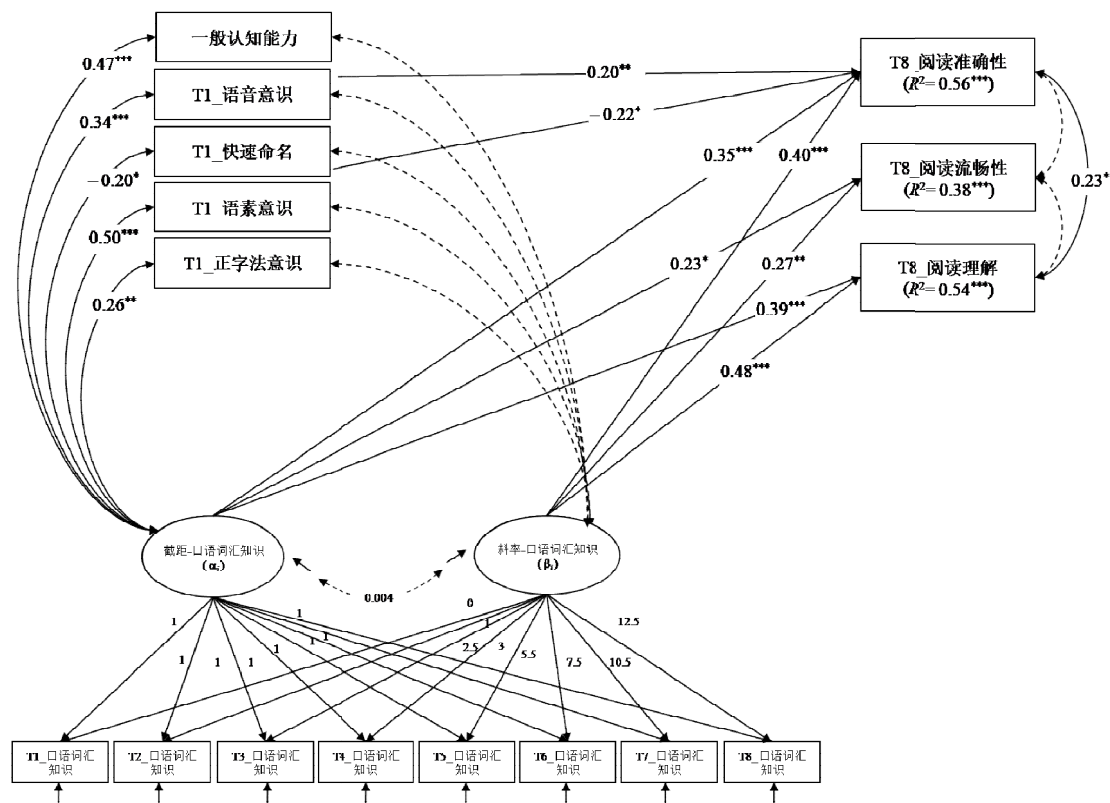 一般认知能力
T1_语音意识
T1_快速命名
T1_语素意识
T1_正字法意识
0.47***
0.34***
−0.20*
0.50***
0.26**
0.20**
−0.22*
0.35***
0.40***
0.23*
0.27**
0.39***
0.48***
T8_阅读准确性
(R²= 0.56***)
T8_阅读流畅性
(R²= 0.38***)
T8_阅读理解
(R²= 0.54***)
0.23*
截距-口语词汇知识
(αᵢ)
斜率-口语词汇知识
(βᵢ)
0.004
1
1
1
1
1
1
1
1
0
1
2.5
3
5.5
7.5
10.5
12.5
T1_口语词汇
知识
T2_口语词汇
知识
T3_口语词汇
知识
T4_口语词汇
知识
T5_口语词汇
知识
T6_口语词汇
知识
T7_口语词汇
知识
T8_口语词汇
知识